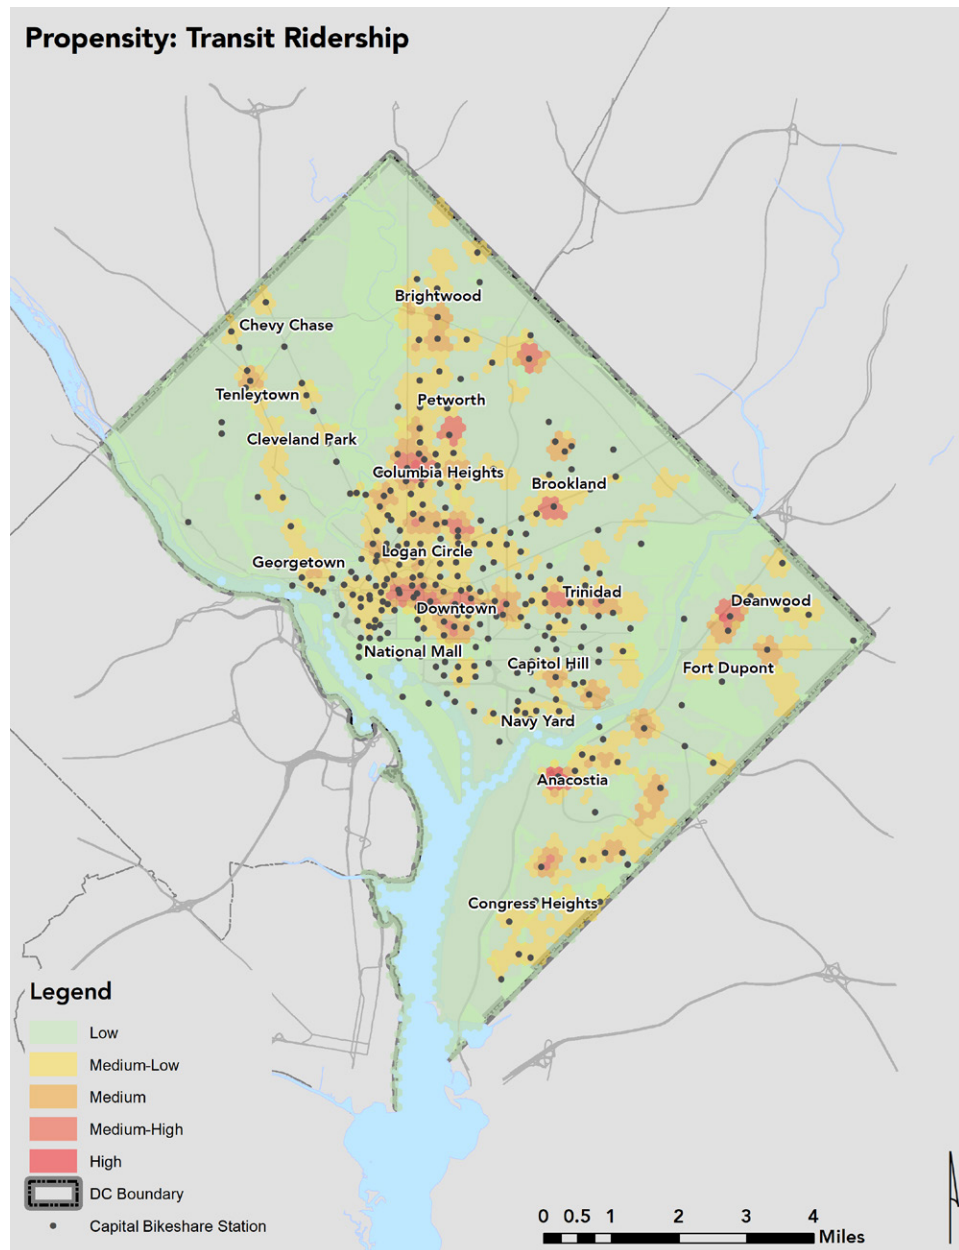 Propensity: Transit Ridership
Brightwood
Chevy Chase
Tenleytown
Petworth
Cleveland Park
Columbia Heights
Brookland
Logan Circle
Georgetown
Trinidad
Downtown
Deanwood
National Mall
Capitol Hill
Fort Dupont
Navy Yard
Anacostia
Congress Heights
Legend
Low
Medium-Low
Medium
Medium-High
High
DC Boundary
Capital Bikeshare Station
0 0.5 1 2 3 4
Miles